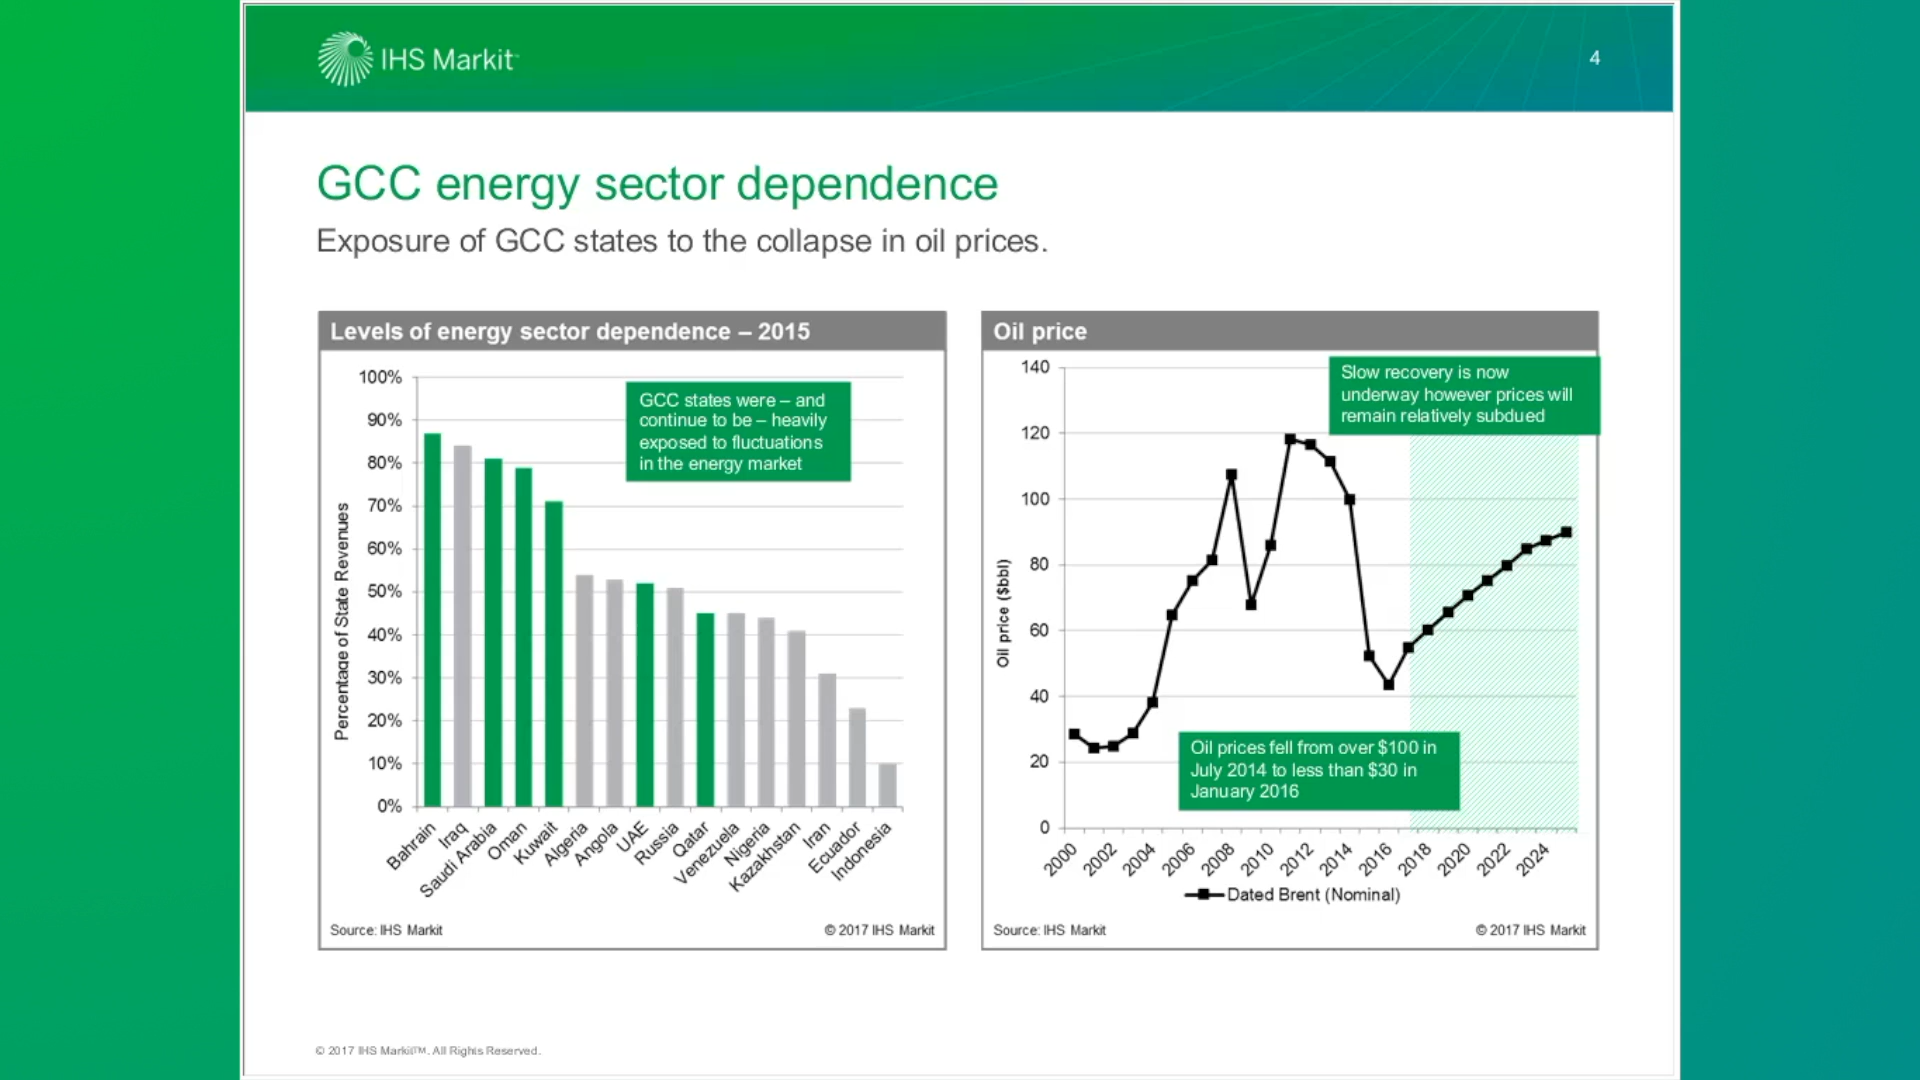 IHS Markit™
4
GCC energy sector dependence
Exposure of GCC states to the collapse in oil prices.
Levels of energy sector dependence – 2015
Percentage of State Revenues
100%
90%
80%
70%
60%
50%
40%
30%
20%
10%
0%
GCC states were – and
continue to be – heavily
exposed to fluctuations
in the energy market
Bahrain
Iraq
Saudi Arabia
Oman
Kuwait
Algeria
Angola
UAE
Russia
Qatar
Venezuela
Nigeria
Kazakhstan
Iran
Ecuador
Indonesia
Source: IHS Markit
© 2017 IHS Markit
Oil price
Oil price ($bbl)
140
120
100
80
60
40
20
0
Slow recovery is now
underway however prices will
remain relatively subdued
Oil prices fell from over $100 in
July 2014 to less than $30 in
January 2016
2000
2002
2004
2006
2008
2010
2012
2014
2016
2018
2020
2022
2024
Dated Brent (Nominal)
Source: IHS Markit
© 2017 IHS Markit
© 2017 IHS Markit™. All Rights Reserved.